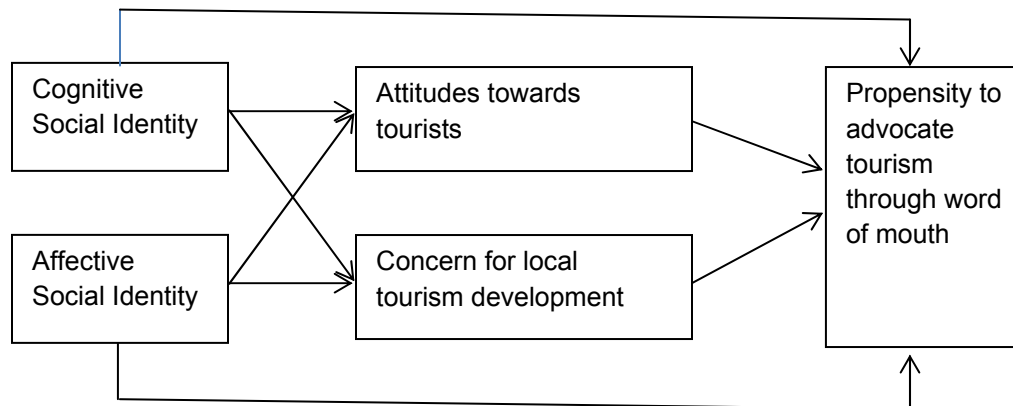 Cognitive
Social Identity
Attitudes towards
tourists
Propensity to
advocate
tourism
through word
of mouth
Affective
Social Identity
Concern for local
tourism development